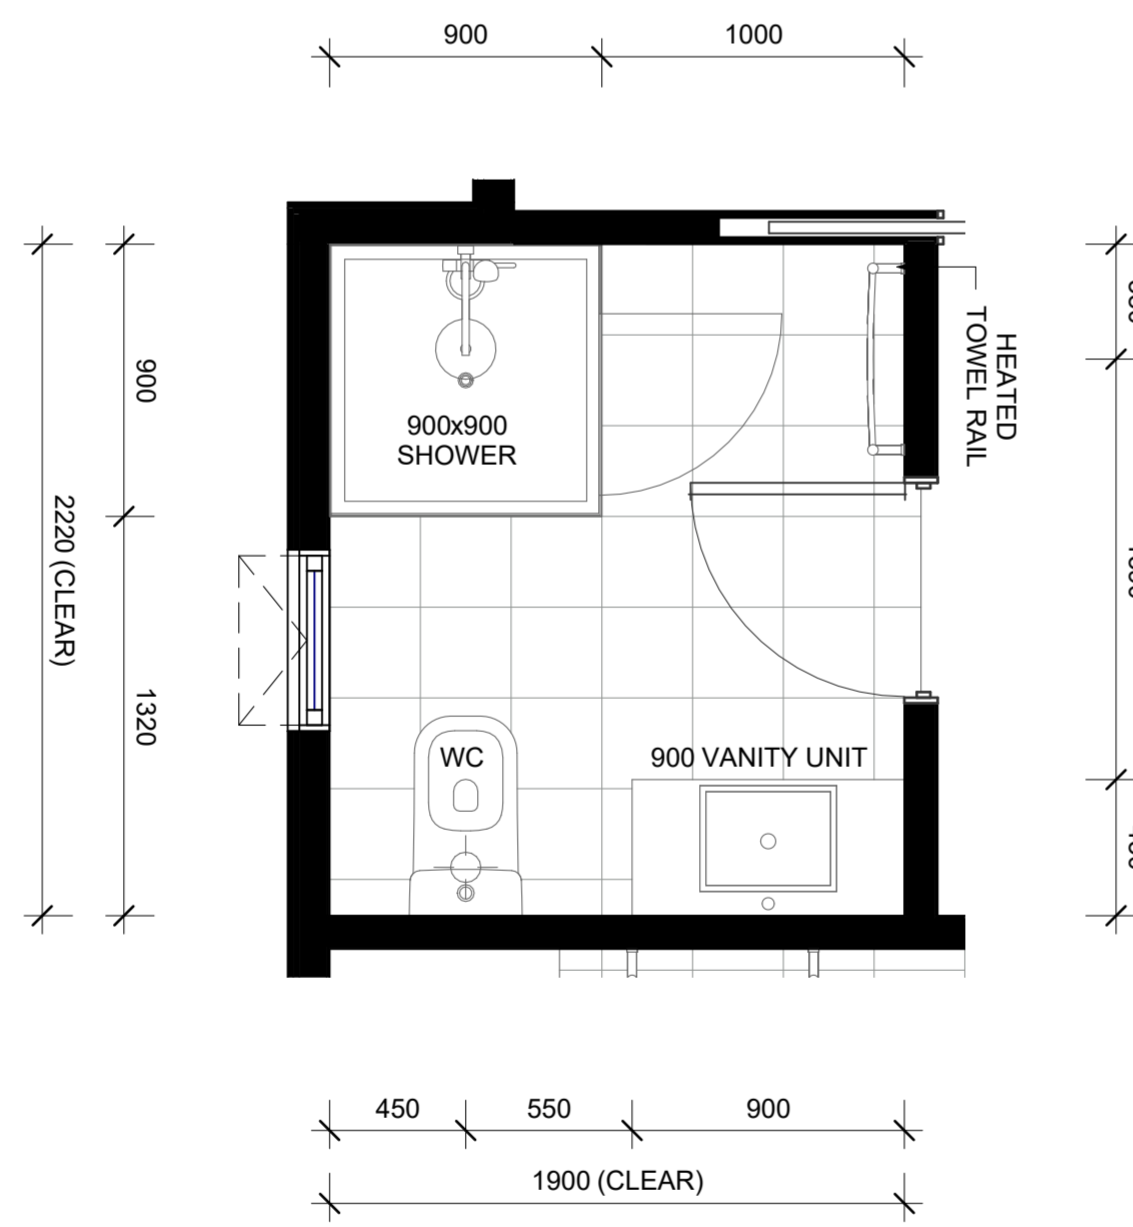 900
1000
HEATED
TOWEL RAIL
900
900x900
SHOWER
2220 (CLEAR)
1320
WC
900 VANITY UNIT
450
550
900
1900 (CLEAR)